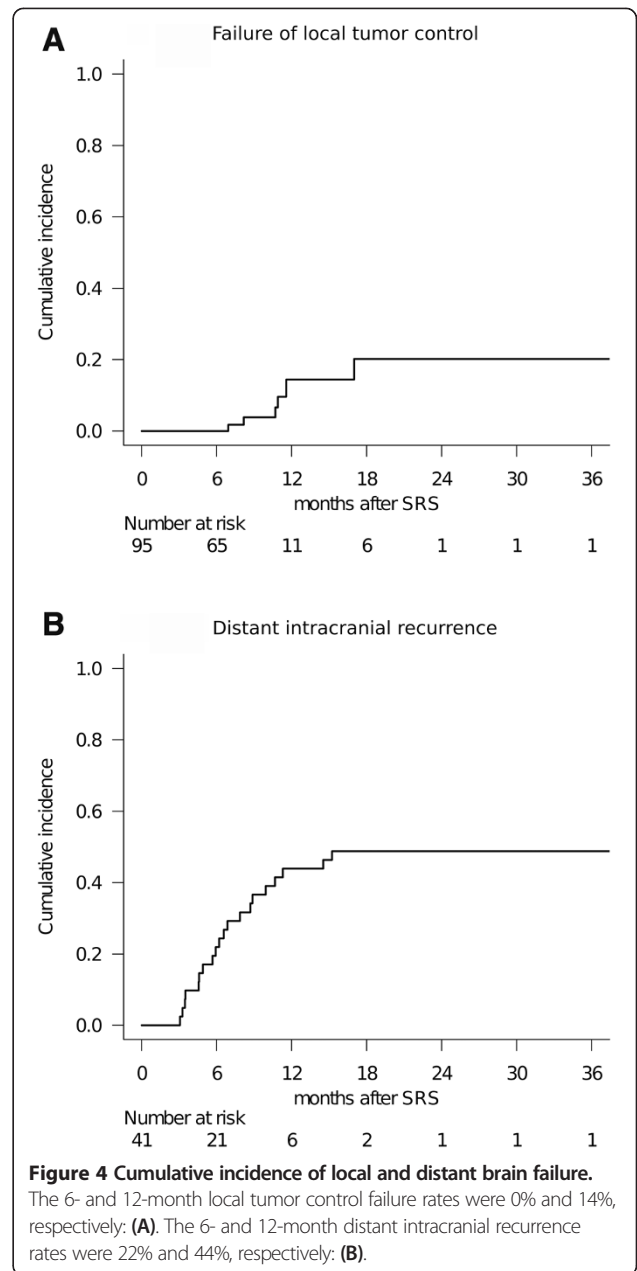 A
Failure of local tumor control
Cumulative incidence
1.0
0.8
0.6
0.4
0.2
0.0
0 6 12 18 24 30 36
months after SRS
Number at risk
95 65 11 6 1 1 1
B
Distant intracranial recurrence
Cumulative incidence
1.0
0.8
0.6
0.4
0.2
0.0
0 6 12 18 24 30 36
months after SRS
Number at risk
41 21 6 2 1 1 1
Figure 4 Cumulative incidence of local and distant brain failure.
The 6- and 12-month local tumor control failure rates were 0% and 14%,
respectively: (A). The 6- and 12-month distant intracranial recurrence
rates were 22% and 44%, respectively: (B).